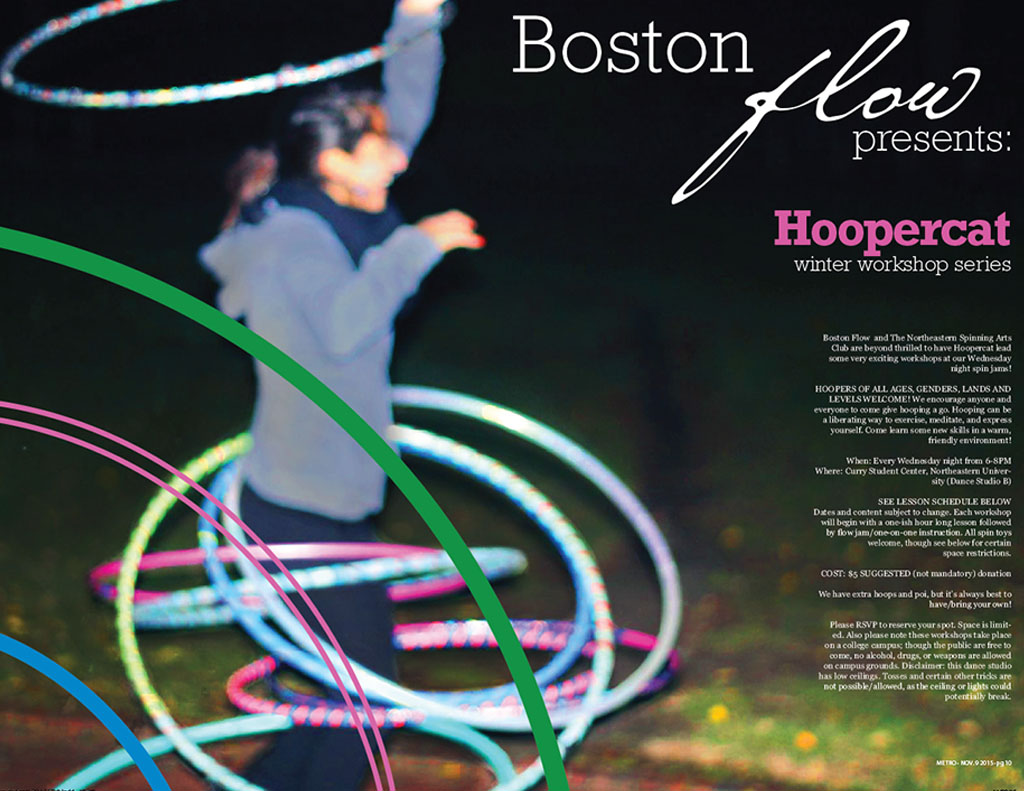 Boston
flow
presents:
Hoopercat
winter workshop series
Boston Flow and The Northeastern Spinning Arts
Club are beyond thrilled to have Hoopercat lead
some very exciting workshops at our Wednesday
night spin jams!
HOOPERS OF ALL AGES, GENDERS, LANDS AND
LEVELS WELCOME! We encourage anyone and
everyone to come give hooping a go. Hooping can be
a liberating way to exercise, meditate, and express
yourself. Come learn some new skills in a warm,
friendly environment!
When: Every Wednesday night from 6-8PM
Where: Curry Student Center, Northeastern Univer-
sity (Dance Studio B)
SEE LESSON SCHEDULE BELOW
Dates and content subject to change. Each workshop
will begin with a one-ish hour long lesson followed
by flow jam/one-on-one instruction. All spin toys
welcome, though see below for certain
space restrictions.
COST: $5 SUGGESTED (not mandatory) donation
We have extra hoops and poi, but it's always best to
have/bring your own!
Please RSVP to reserve your spot. Space is limit-
ed. Also please note these workshops take place
on a college campus; though the public are free to
come, no alcohol, drugs, or weapons are allowed
on campus grounds. Disclaimer: this dance studio
has low ceilings. Tosses and certain other tricks are
not possible/allowed, as the ceiling or lights could
potentially break.
METRO- NOV. 9 2015-pg 10